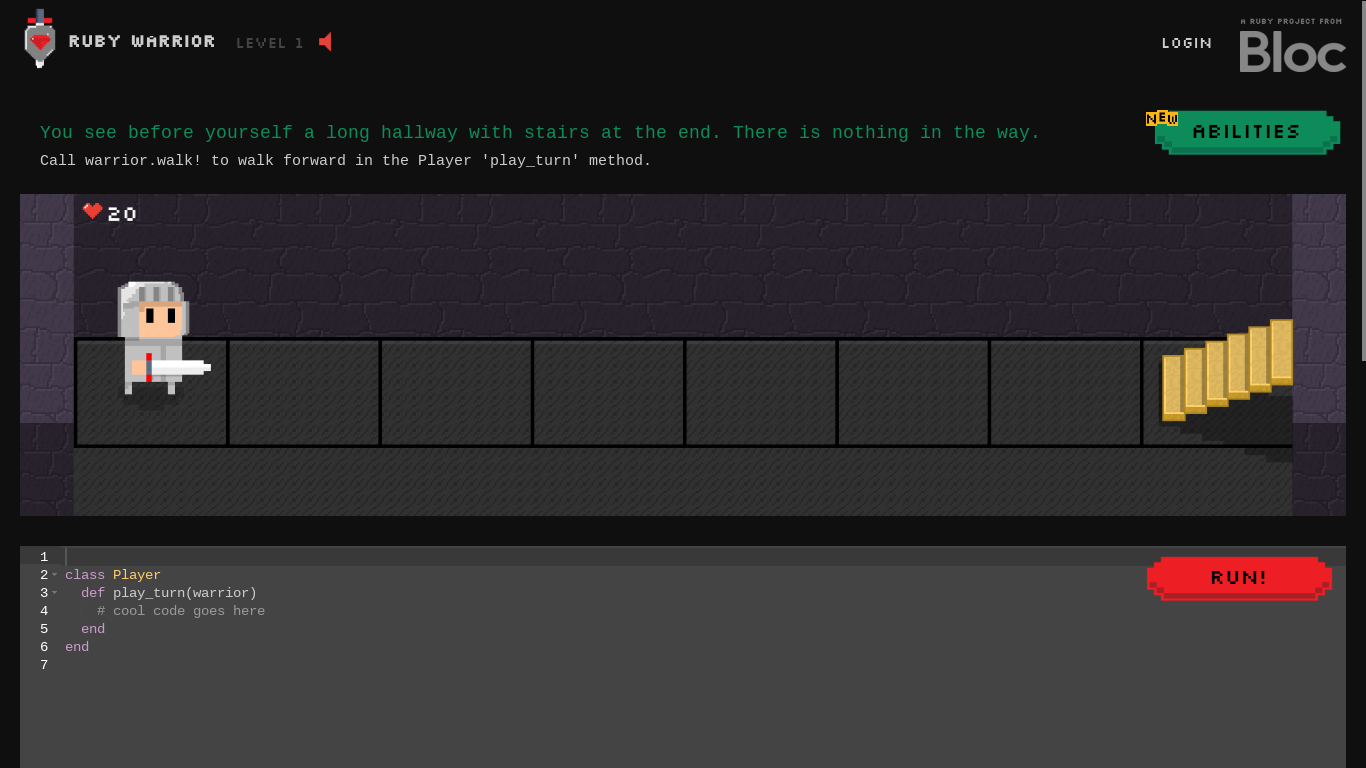 RUBY WARRIOR
LEVEL 1
LOGIN
A RUBY PROJECT FROM
Bloc
You see before yourself a long hallway with stairs at the end. There is nothing in the way.
Call warrior.walk! to walk forward in the Player 'play_turn' method.
NEW
ABILITIES
20
1
2 class Player
3   def play_turn(warrior)
4     # cool code goes here
5   end
6 end
7
RUN!